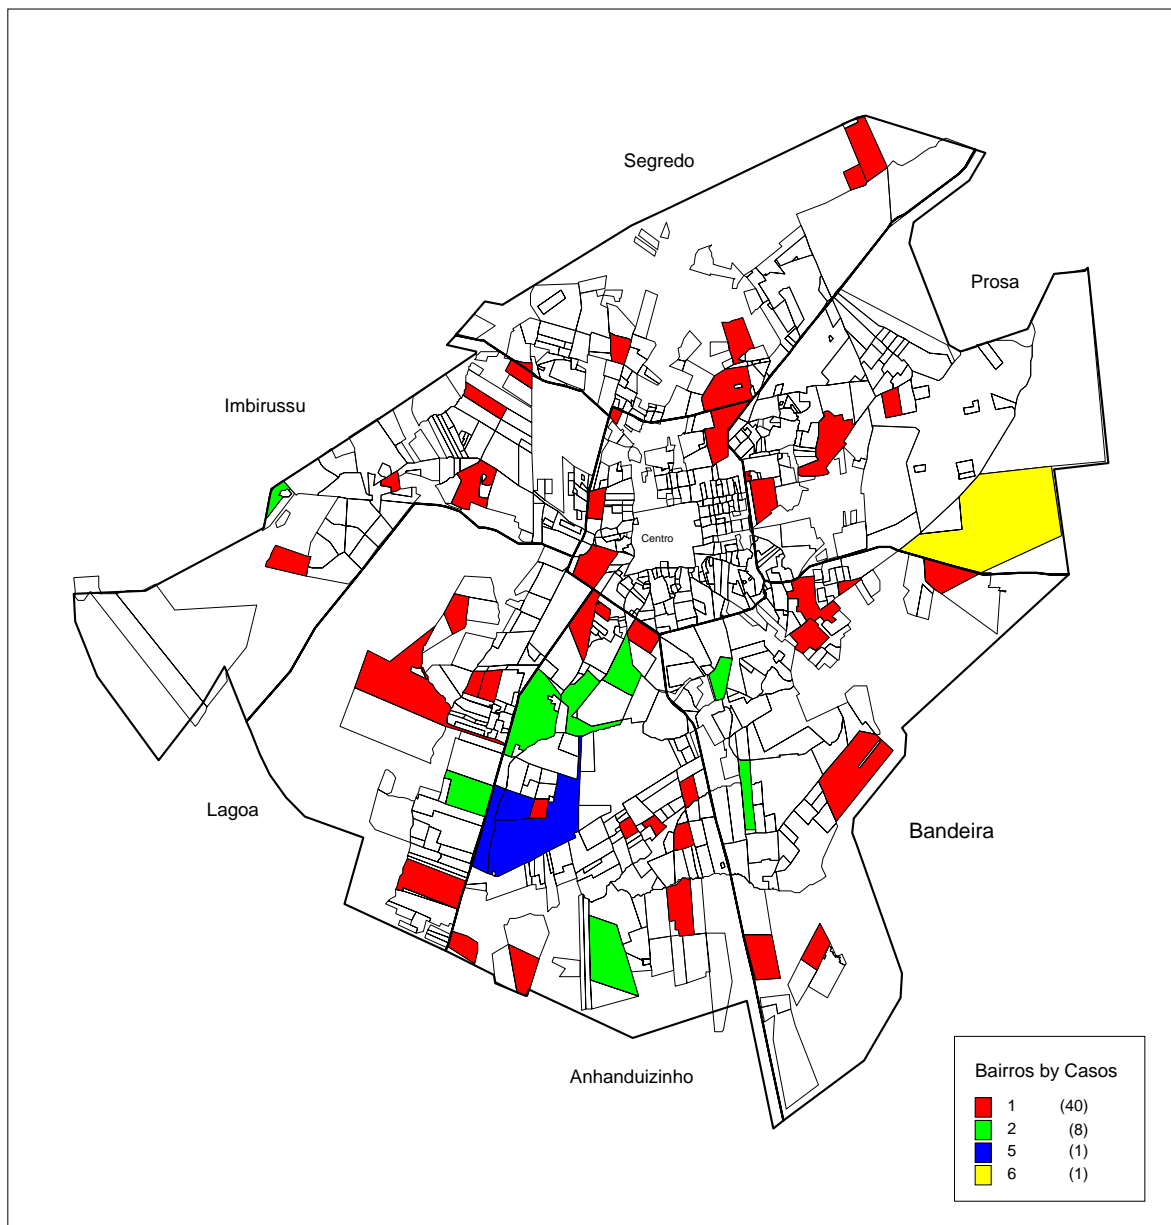 Segredo
Prosa
Imbirussu
Centro
Lagoa
Bandeira
Anhanduizinho
Bairros by Casos
1 (40)
2 (8)
5 (1)
6 (1)